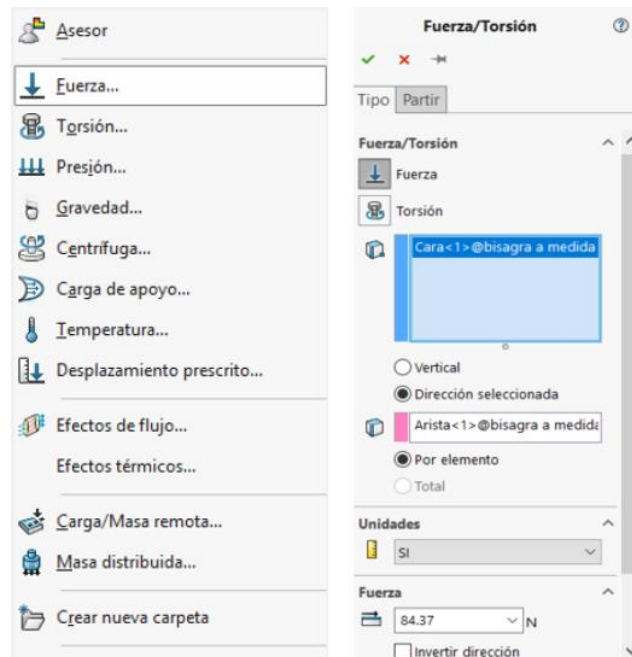 Asesor
Fuerza...
Torsión...
Presión...
Gravedad...
Centrífuga...
Carga de apoyo...
Temperatura...
Desplazamiento prescrito...
Efectos de flujo...
Efectos térmicos...
Carga/Masa remota...
Masa distribuida...
Crear nueva carpeta
Fuerza/Torsión
Tipo Partir
Fuerza/Torsión
Fuerza
Torsión
Cara<1>@bisagra a medida
Vertical
Dirección seleccionada
Arista<1>@bisagra a medida
Por elemento
Total
Unidades
SI
Fuerza
84.37 N
Invertir dirección